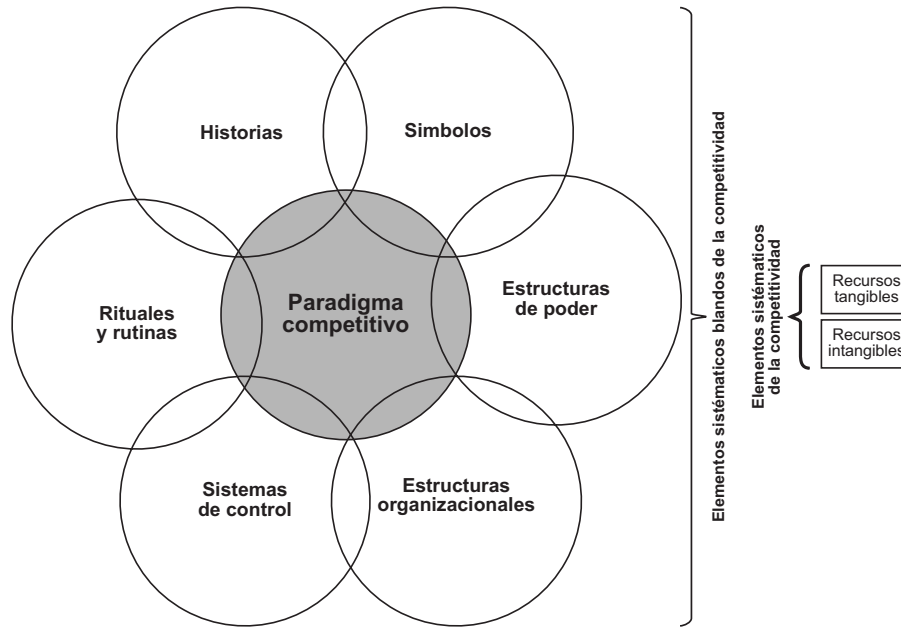 Historias
Simbolos
Rituales
y rutinas
Paradigma
competitivo
Estructuras
de poder
Sistemas
de control
Estructuras
organizacionales
Elementos sistématicos blandos de la competitividad
Elementos sistématicos
de la competitividad
Recursos
tangibles
Recursos
intangibles